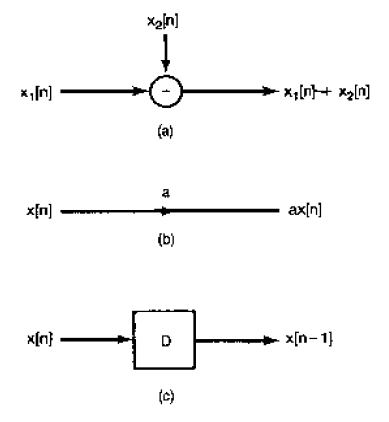 x₂[n]
x₁[n] x₁[n] + x₂[n]
(a)
a
x[n] ax[n]
(b)
x[n] D x[n-1]
(c)